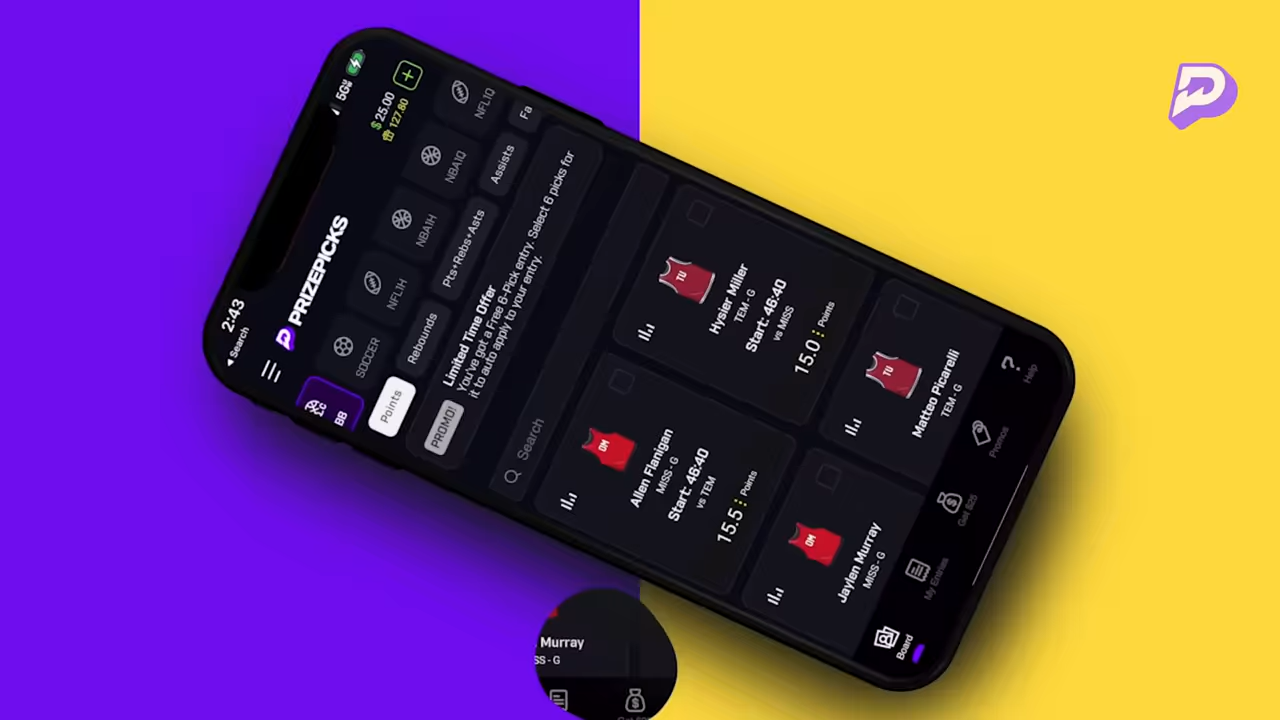 2:43
5G
Search
PRIZEPICKS
$25.00
127.80
BB
SOCCER
NFL1H
NBA1H
NBA1Q
NFL1Q
Points
Rebounds
Pts+Rebs+Asts
Assists
Fa
PROMO!
Limited Time Offer
You've got a Free 6-Pick entry. Select 6 picks for
it to auto apply to your entry.
Search
OM
Allen Flanigan
MISS - G
Start: 46:40
vs TEM
15.5 Points
TU
Hysier Miller
TEM - G
Start: 46:40
vs MISS
15.0 Points
OM
Jaylen Murray
MISS - G
TU
Matteo Picarelli
TEM - G
Board
My Entries
Get $25
Promos
Help
Murray
SS - G